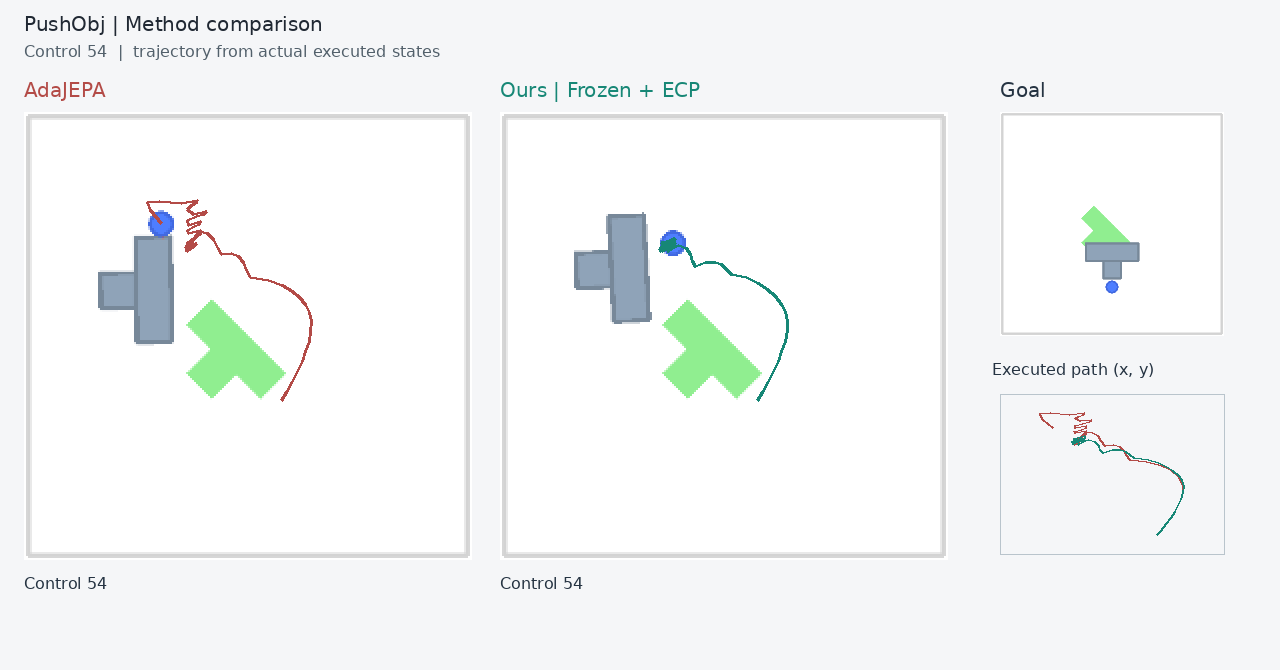 PushObj | Method comparison
Control 54 | trajectory from actual executed states
AdaJEPA
Ours | Frozen + ECP
Goal
Executed path (x, y)
Control 54
Control 54